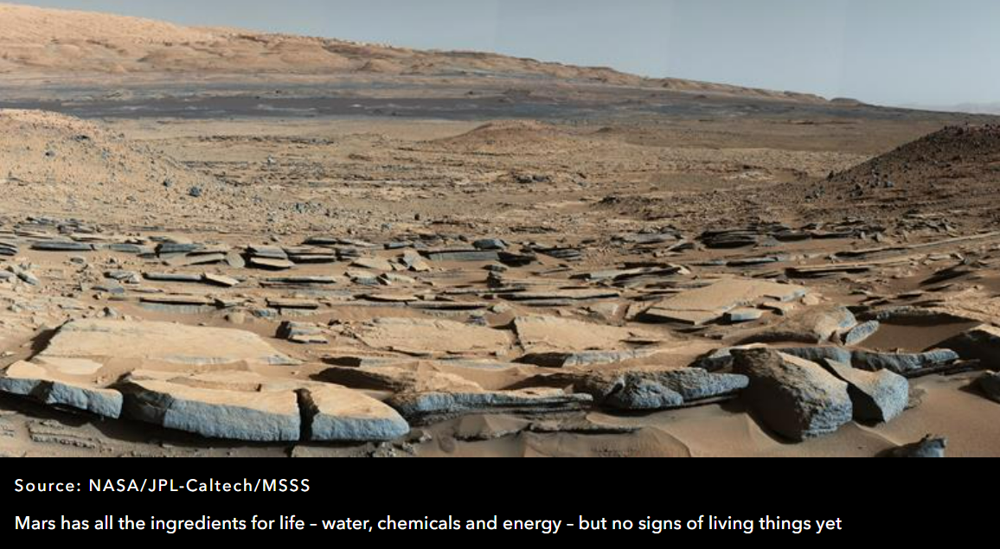 Source: NASA/JPL-Caltech/MSSS
Mars has all the ingredients for life – water, chemicals and energy – but no signs of living things yet